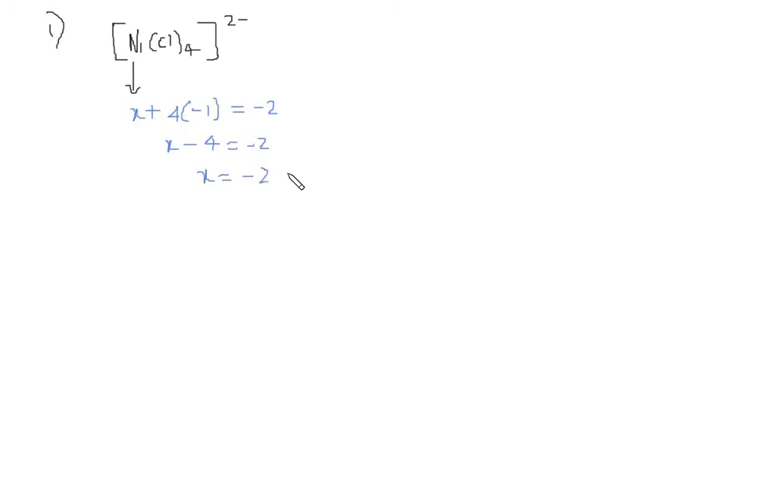 1) [Ni(Cl)₄]²⁻
x + 4(-1) = -2
x - 4 = -2
x = -2